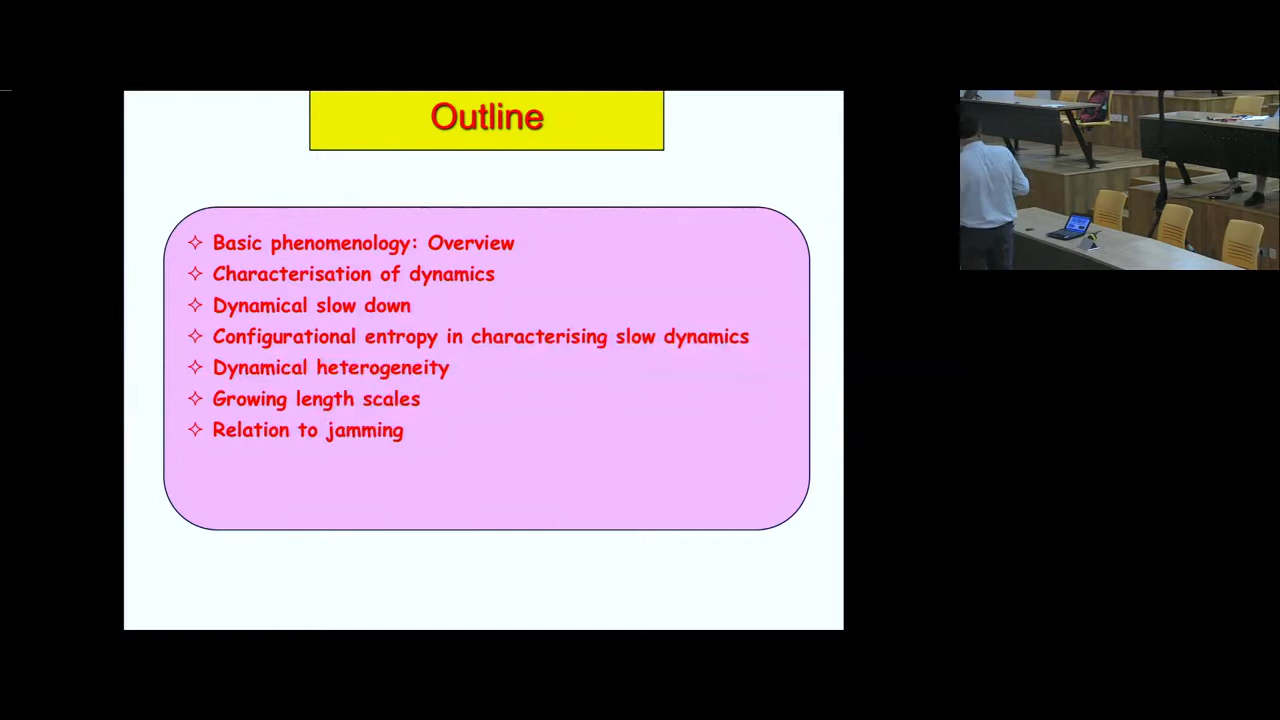 Outline
Basic phenomenology: Overview
Characterisation of dynamics
Dynamical slow down
Configurational entropy in characterising slow dynamics
Dynamical heterogeneity
Growing length scales
Relation to jamming